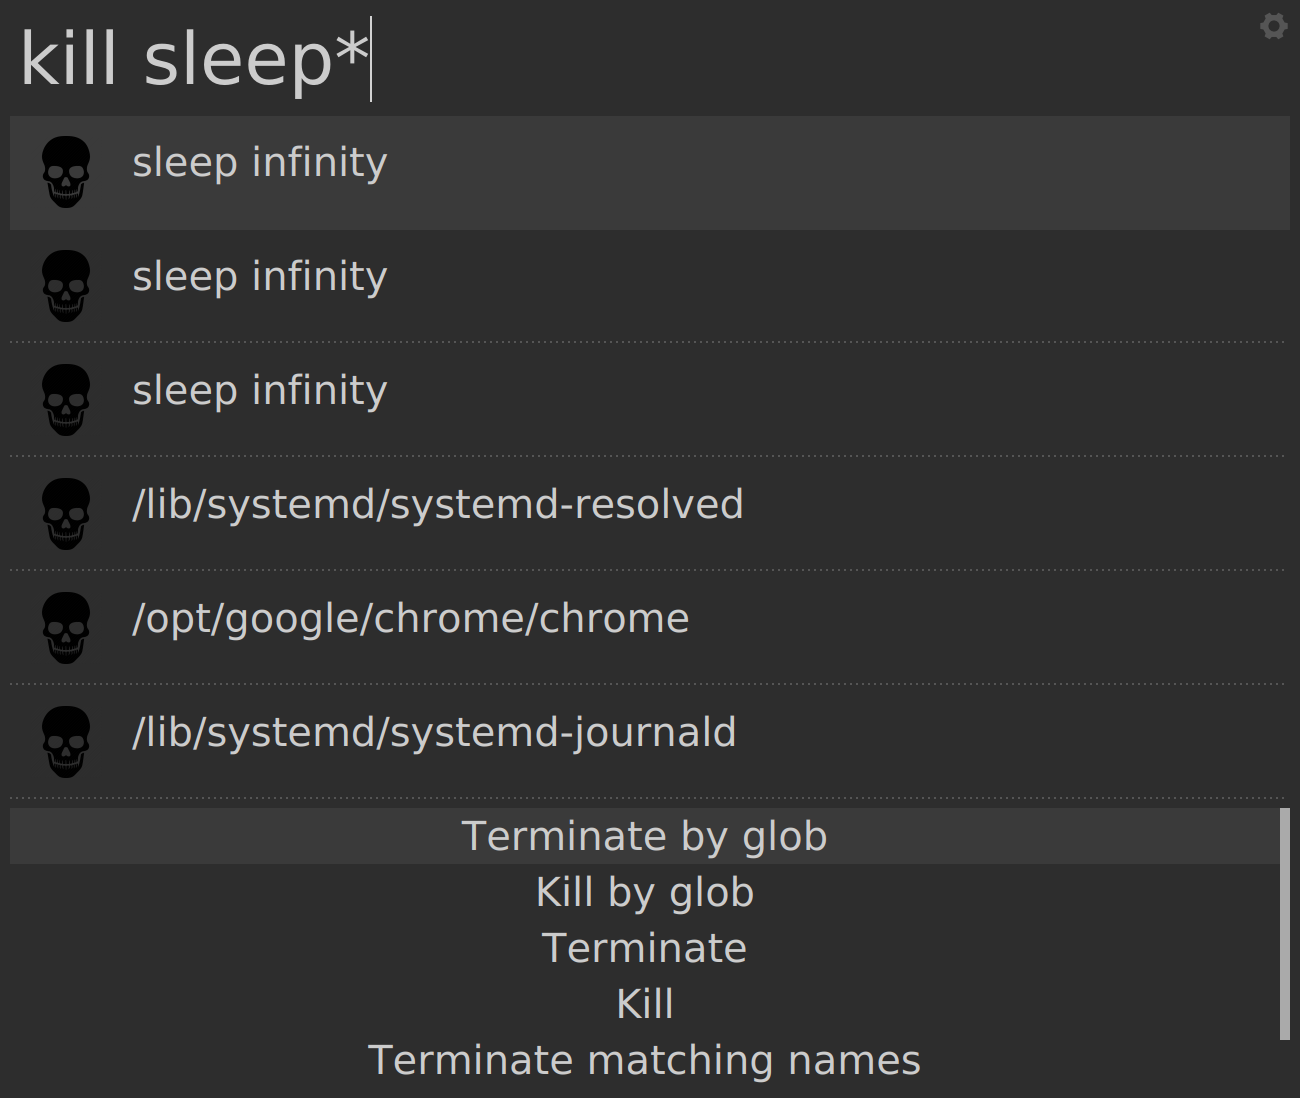 kill sleep*
sleep infinity
sleep infinity
sleep infinity
/lib/systemd/systemd-resolved
/opt/google/chrome/chrome
/lib/systemd/systemd-journald
Terminate by glob
Kill by glob
Terminate
Kill
Terminate matching names